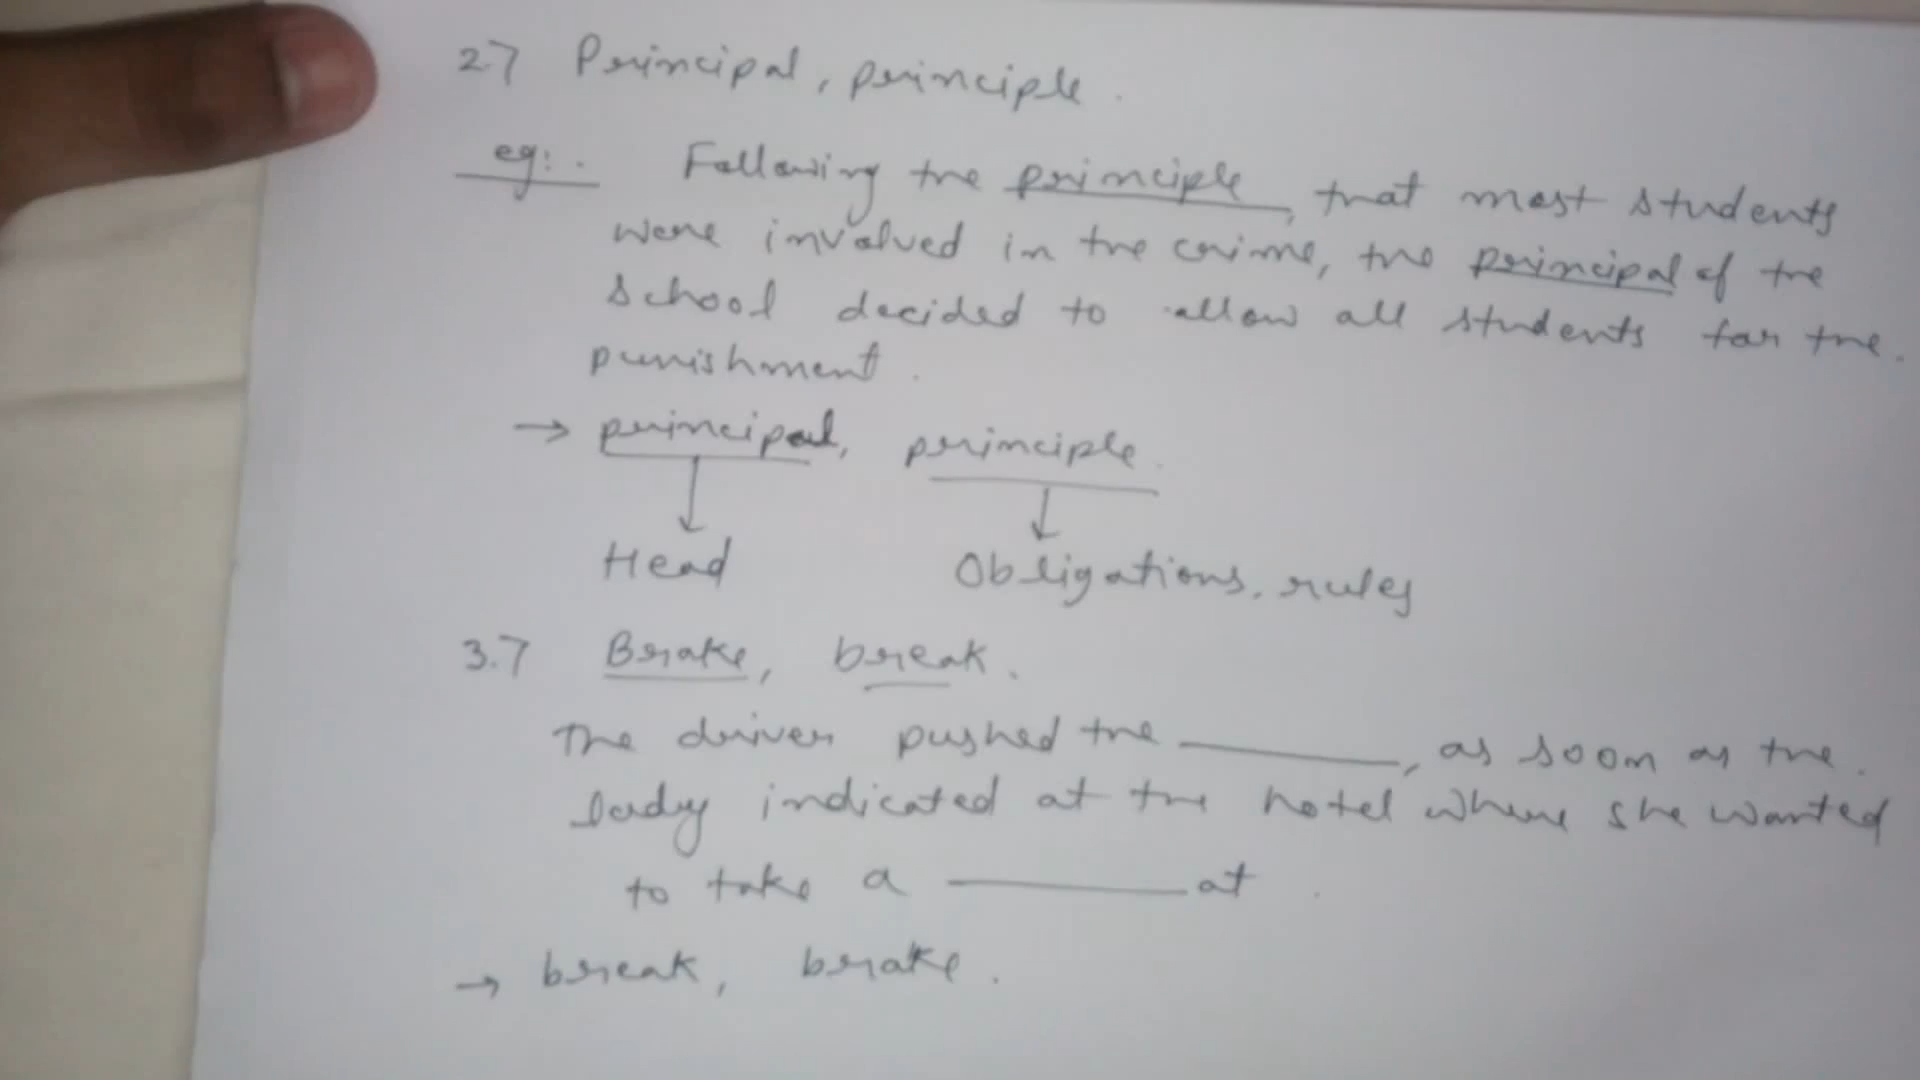 2.7 Principal, principle.
eg:. Following the principle, that most students
were involved in the crime, the principal of the
school decided to allow all students for the.
punishment.
→ principal, principle.
Head Obligations, rules
3.7 Brake, break.
The driver pushed the ________, as soon as the.
lady indicated at the hotel where she wanted
to take a ________ at.
→ break, brake.